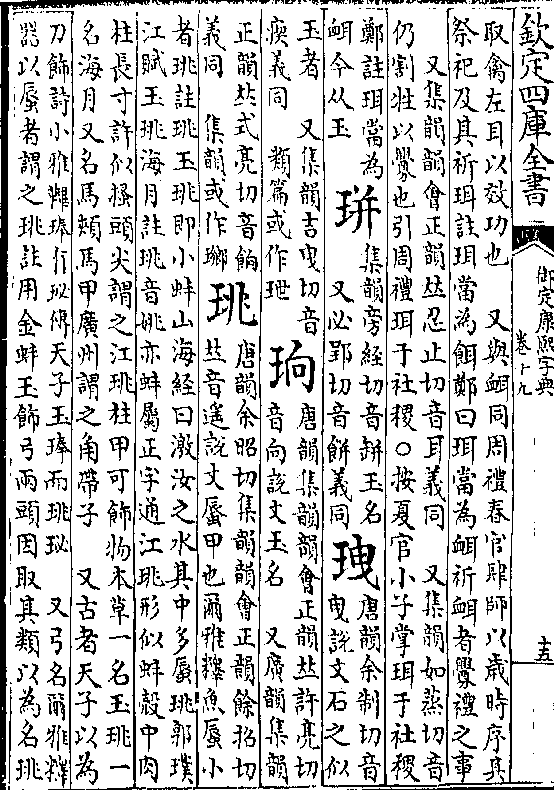 欽定四庫全書
御定康熙字典
卷十九
十五
取禽左耳以效功也　又與衈同周禮春官肆師以歲時序其
祭祀及其祈珥註珥當為餌鄭曰珥當為衈祈衈者釁禮之事
又集韻韻會正韻𠀤忍止切音耳義同　又集韻如蒸切音
仍割牲以釁也引周禮珥于社稷○按夏官小子掌珥于社稷
鄭註珥當為衈今从玉
珜集韻旁經切音缾玉名　又必郢切音餅義同
珕唐韻余制切音曳說文石之似玉者　又集韻吉曳切音
㾜義同　類篇或作玴
珦唐韻集韻韻會正韻𠀤許亮切音向說文玉名　又廣韻集韻
正韻𠀤式亮切音餉義同　集韻或作㻿
珧唐韻余昭切集韻韻會正韻餘招切𠀤音遙說文蜃甲也爾雅釋魚蜃小
者珧註珧玉珧即小蚌山海經曰激汝之水其中多蜃珧郭璞
江賦玉珧海月註珧音姚亦蚌屬正字通江珧形似蚌殼中肉
柱長寸許似搔頭尖謂之江珧柱甲可飾物本草一名玉珧一
名海月又名馬頰馬甲廣州謂之角帶子　又古者天子以為
刀飾詩小雅鞸琫有珌傳天子玉琫而珧珌　又弓名爾雅釋
器以蜃者謂之珧註用金蚌玉飾弓兩頭因取其類以為名珧